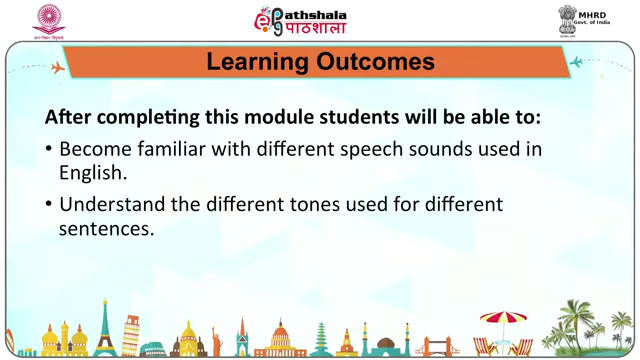 ePathshala
पाठशाला
MHRD
Govt. of India
Learning Outcomes
After completing this module students will be able to:
• Become familiar with different speech sounds used in
English.
• Understand the different tones used for different
sentences.